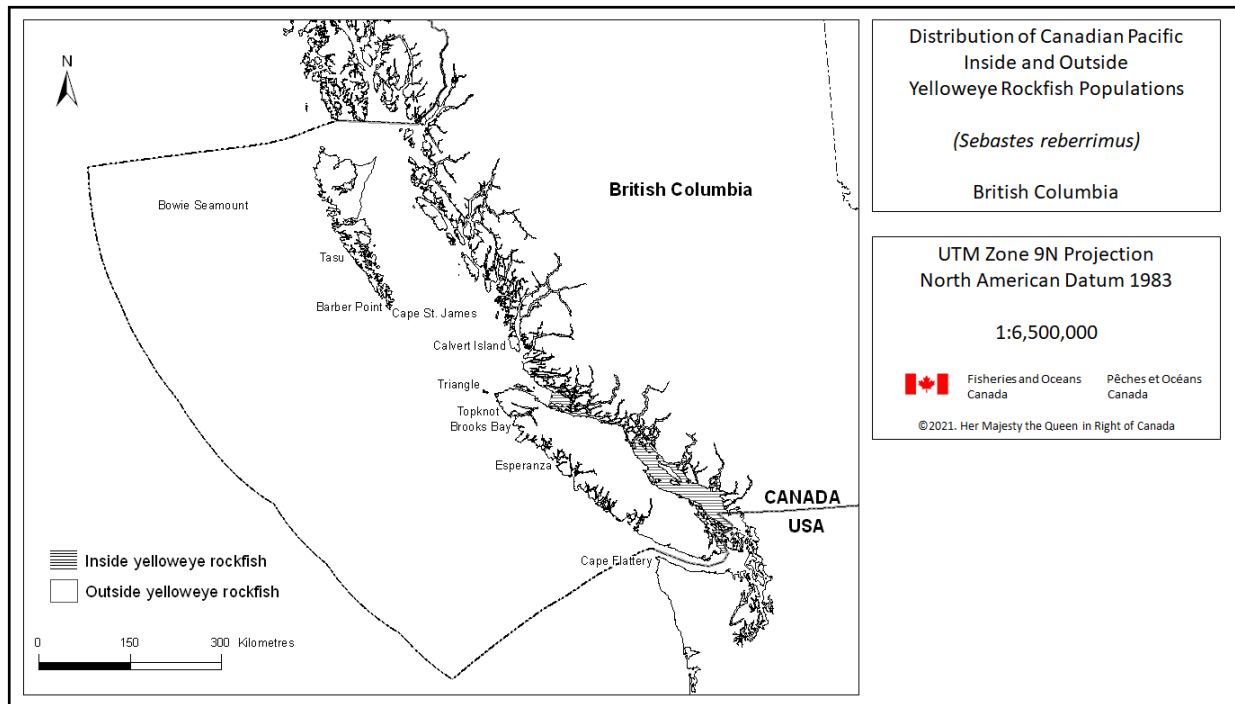 N
British Columbia
Bowie Seamount
Tasu
Barber Point
Cape St. James
Calvert Island
Triangle
Topknot
Brooks Bay
Esperanza
CANADA
USA
Cape Flattery
Inside yelloweye rockfish
Outside yelloweye rockfish
0 150 300 Kilometres
Distribution of Canadian Pacific
Inside and Outside
Yelloweye Rockfish Populations
(Sebastes reberrimus)
British Columbia
UTM Zone 9N Projection
North American Datum 1983
1:6,500,000
Fisheries and Oceans
Canada
Pêches et Océans
Canada
©2021. Her Majesty the Queen in Right of Canada